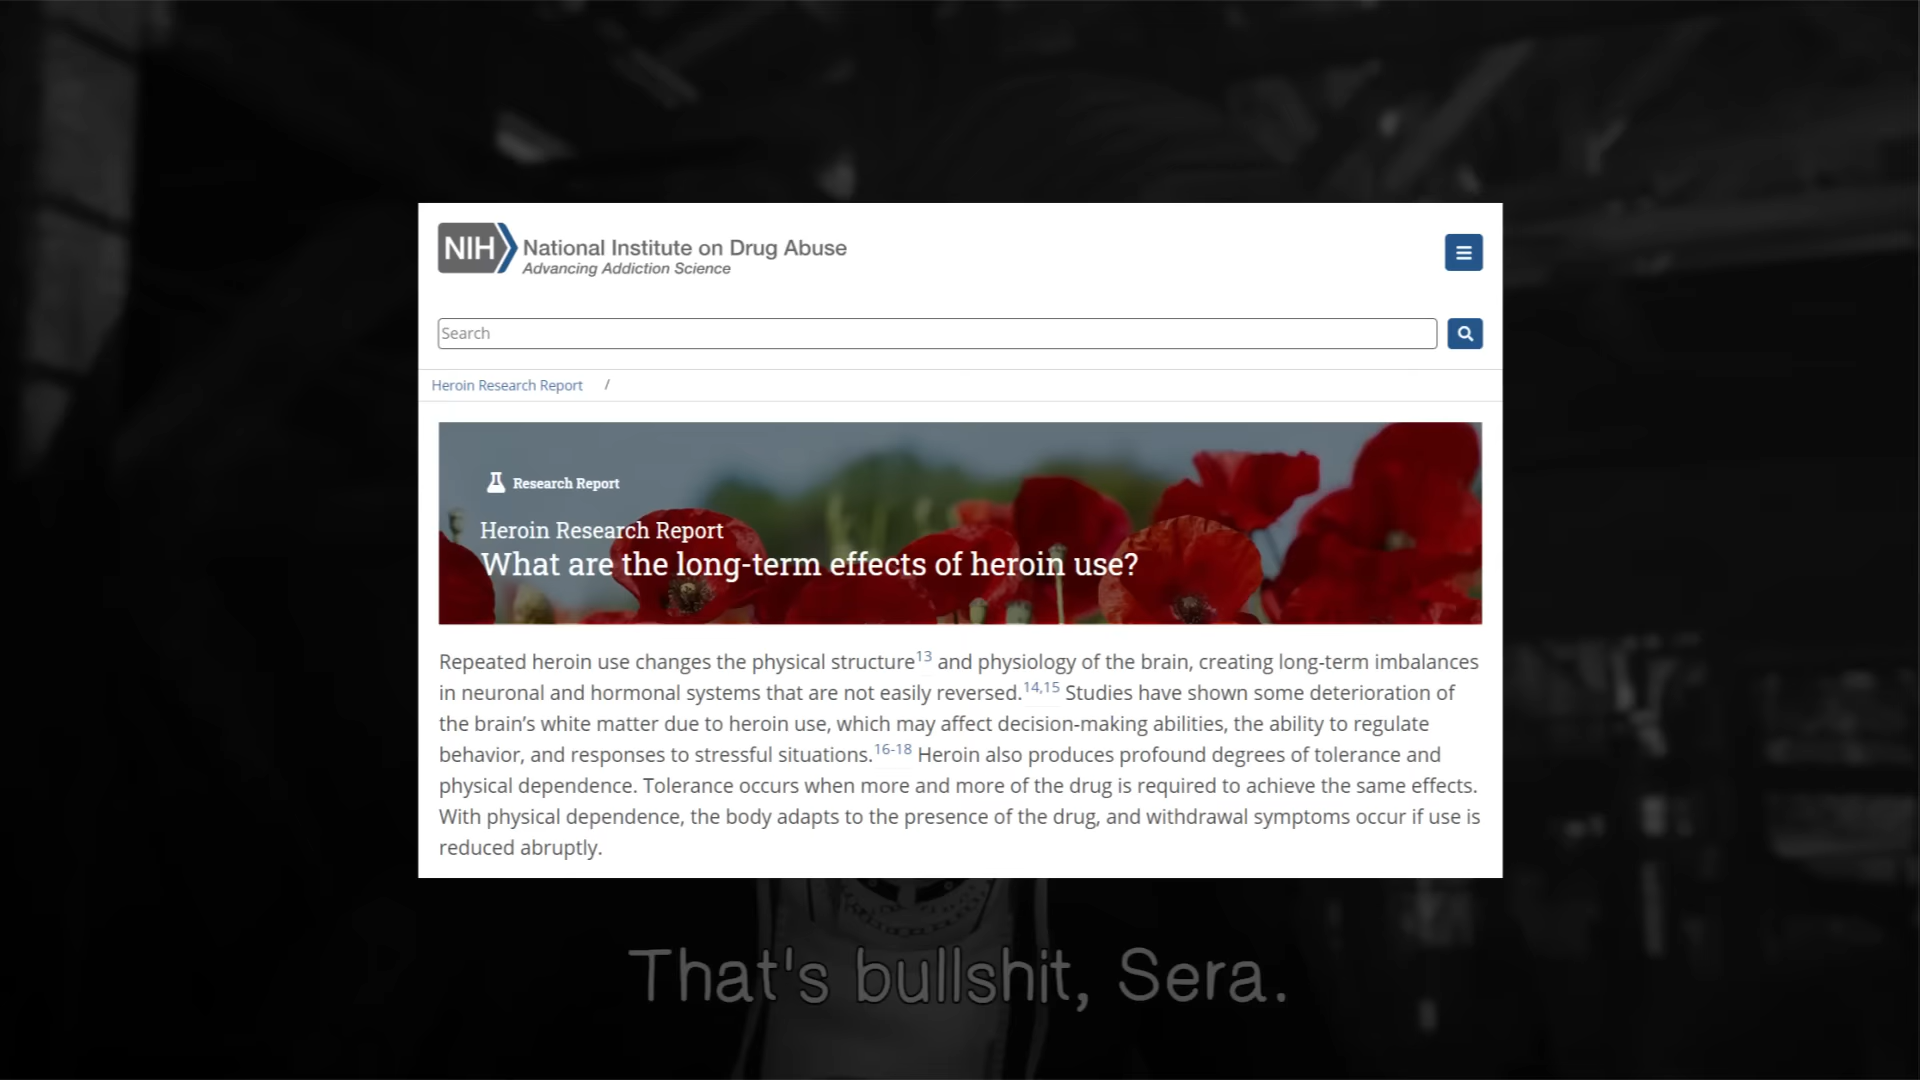 NIH National Institute on Drug Abuse
Advancing Addiction Science
Search
Heroin Research Report /
Research Report
Heroin Research Report
What are the long-term effects of heroin use?
Repeated heroin use changes the physical structure13 and physiology of the brain, creating long-term imbalances
in neuronal and hormonal systems that are not easily reversed.14,15 Studies have shown some deterioration of
the brain’s white matter due to heroin use, which may affect decision-making abilities, the ability to regulate
behavior, and responses to stressful situations.16-18 Heroin also produces profound degrees of tolerance and
physical dependence. Tolerance occurs when more and more of the drug is required to achieve the same effects.
With physical dependence, the body adapts to the presence of the drug, and withdrawal symptoms occur if use is
reduced abruptly.
That's bullshit, Sera.